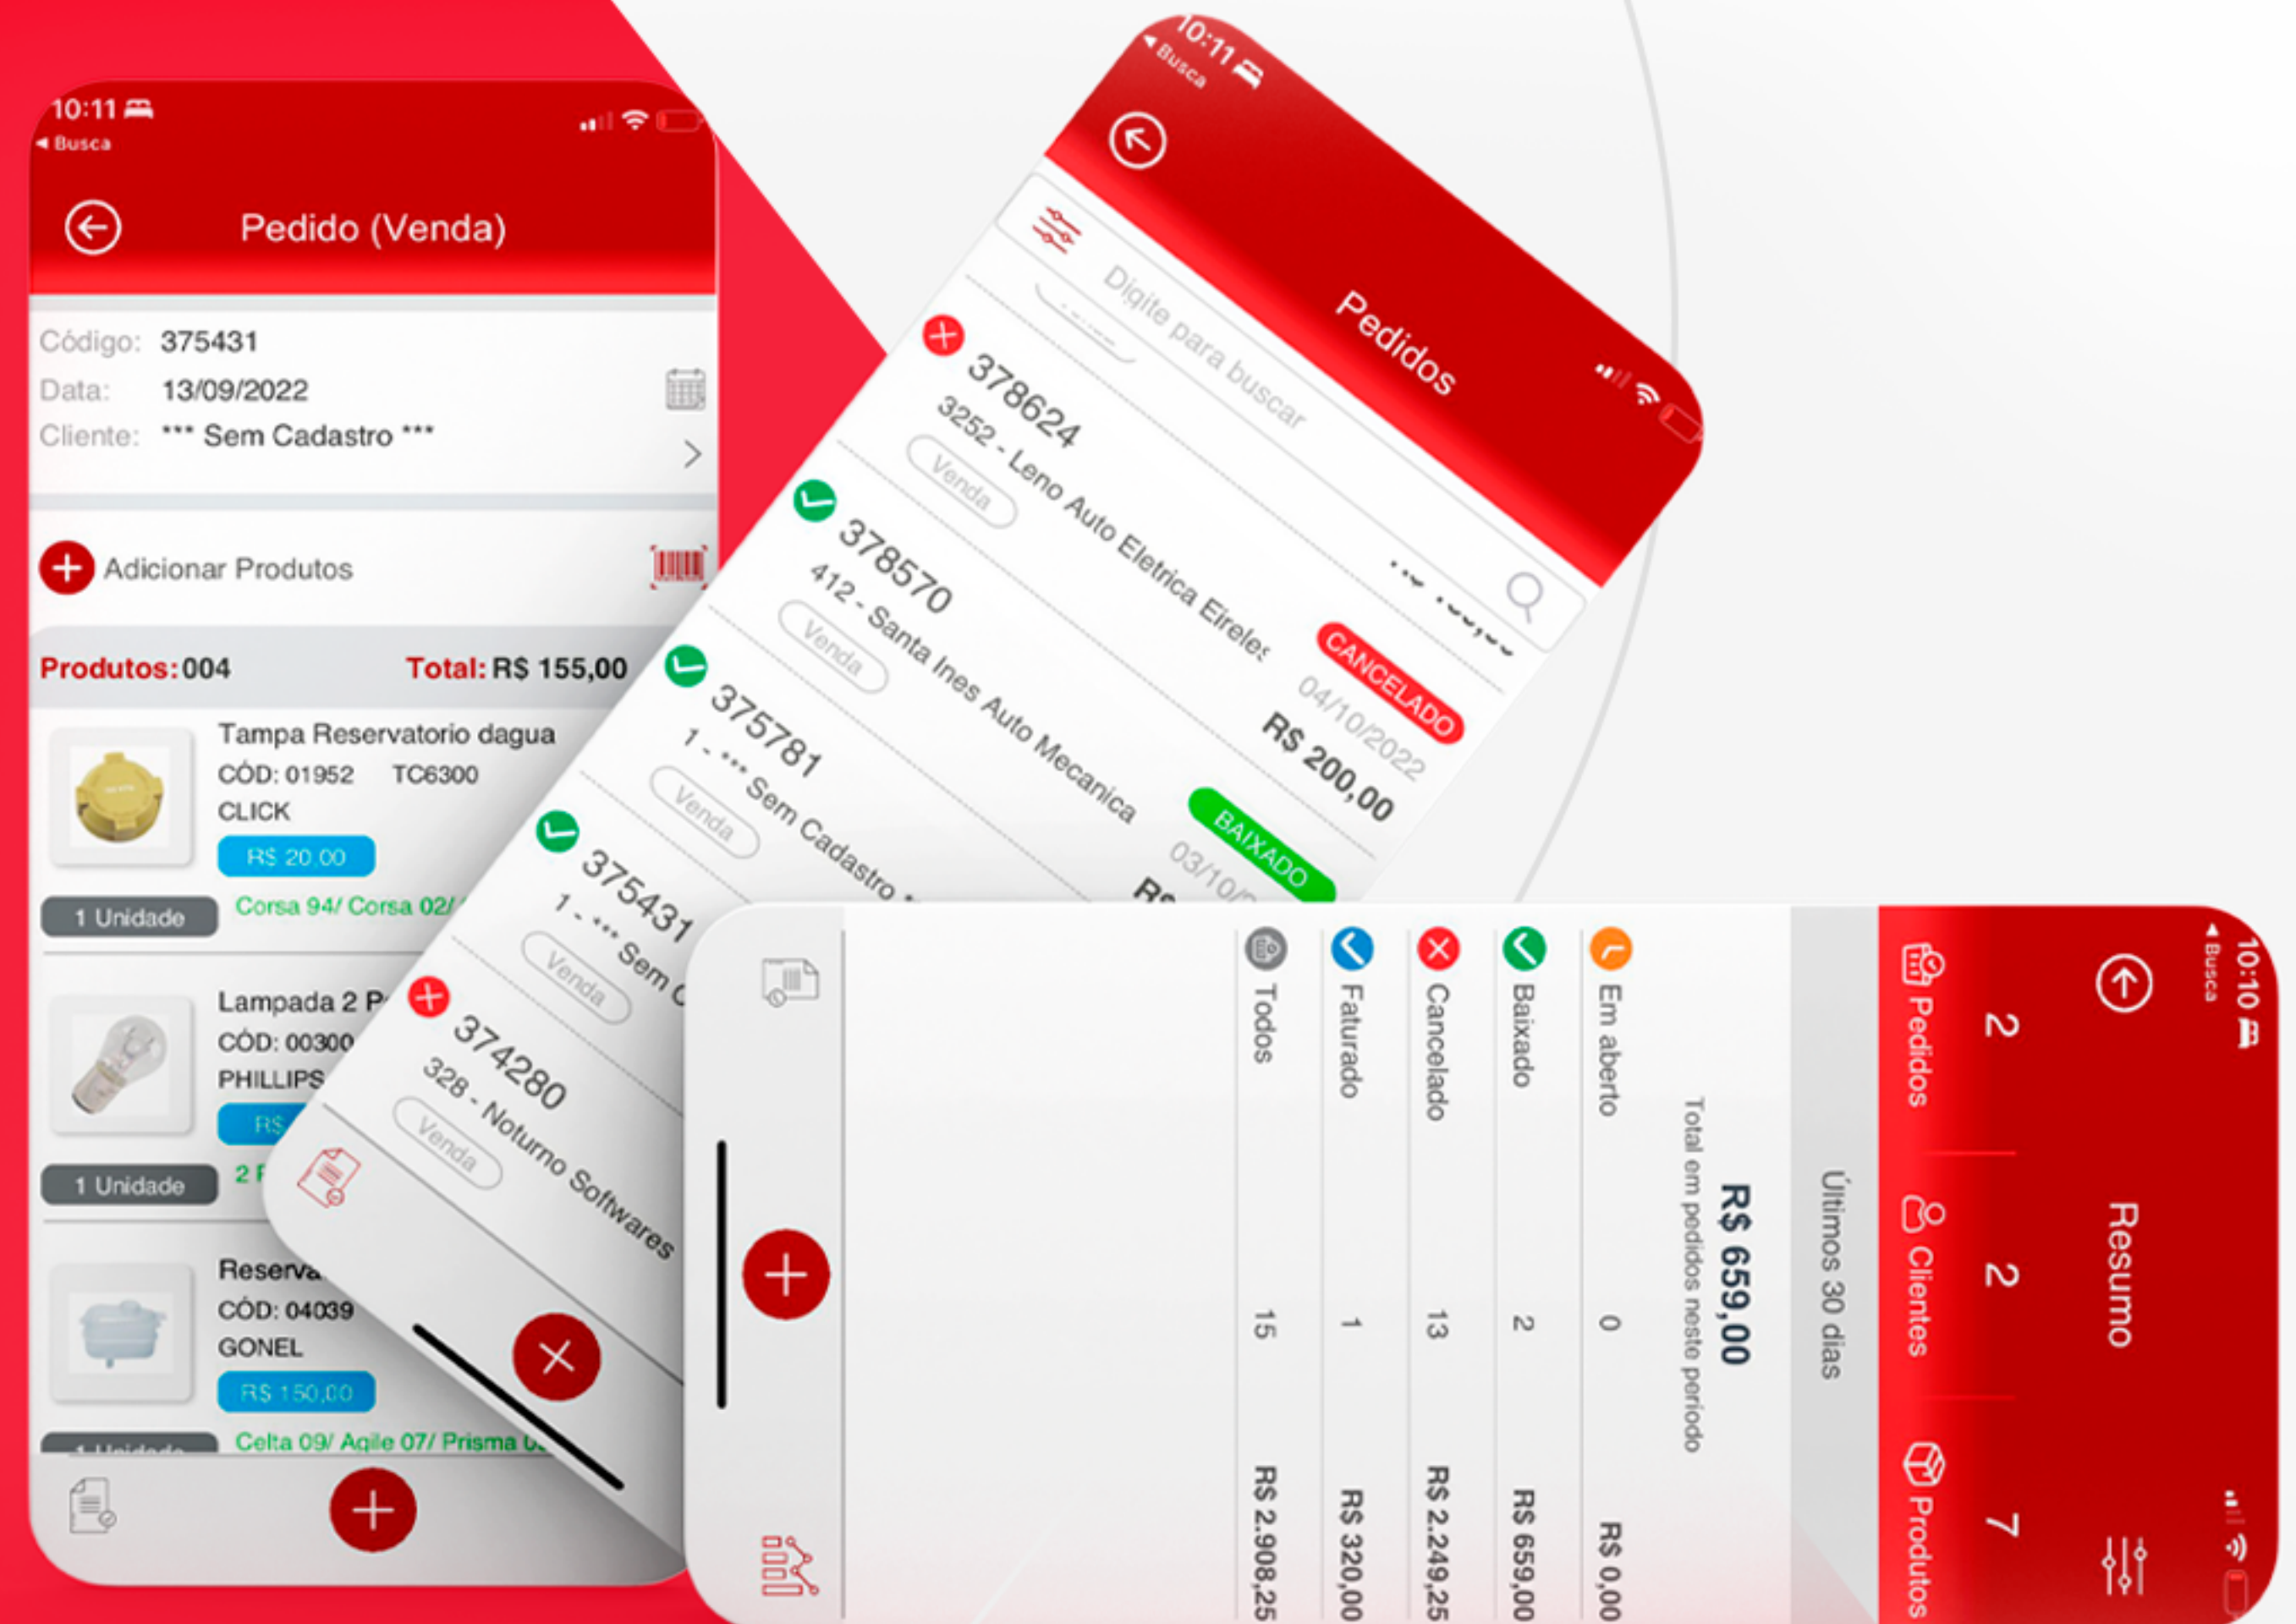 10:11
Busca
Pedido (Venda)
Código: 375431
Data: 13/09/2022
Cliente: *** Sem Cadastro ***
Adicionar Produtos
Produtos: 004 Total: R$ 155,00
Tampa Reservatorio dagua
CÓD: 01952 TC6300
CLICK
R$ 20,00
1 Unidade Corsa 94/ Corsa 02/
Lampada 2
CÓD: 00300
PHILLIPS
R$
1 Unidade 2
CÓD: 04039
GONEL
R$ 150,00
1 Unidade Celta 09/ Agile 07/ Prisma
10:11
Busca
Pedidos
Digite para buscar
378624 CANCELADO
3252 - Leno Auto Eletrica Eireles 04/10/2022
Venda R$ 200,00
378570 BAIXADO
412 - Santa Ines Auto Mecanica 03/10/
Venda
375781
1 - *** Sem Cadastro
Venda
375431
1 - *** Sem
Venda
374280
328 - Noturno Softwares
Venda
10:10
Busca
Resumo
2 2 7
Pedidos Clientes Produtos
Últimos 30 dias
R$ 659,00
Total em pedidos neste período
Em aberto 0 R$ 0,00
Baixado 2 R$ 659,00
Cancelado 13 R$ 2.249,25
Faturado 1 R$ 320,00
Todos 15 R$ 2.908,25